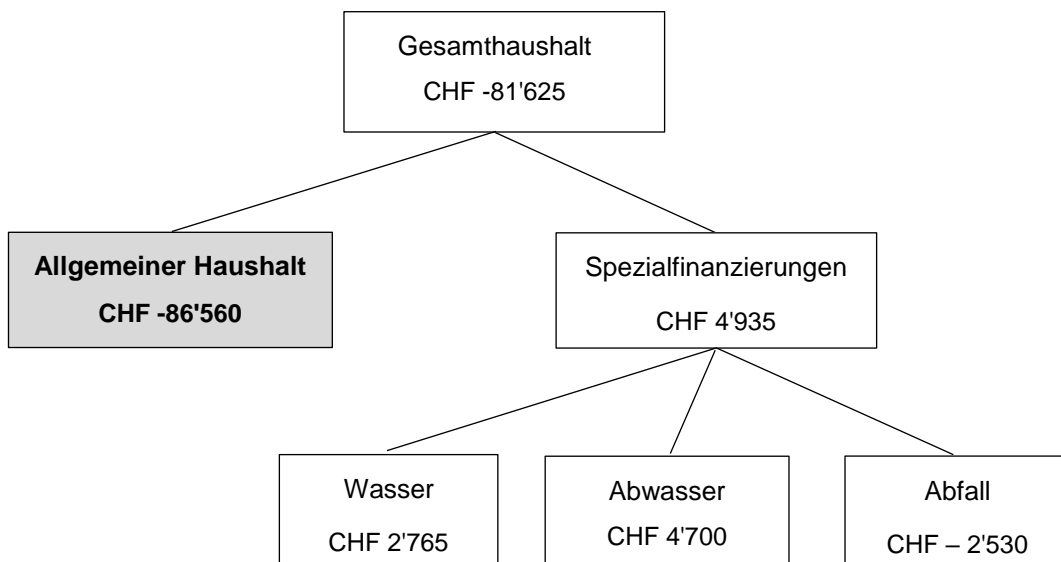 Gesamthaushalt
CHF -81'625
Allgemeiner Haushalt
CHF -86'560
Spezialfinanzierungen
CHF 4'935
Wasser
CHF 2'765
Abwasser
CHF 4'700
Abfall
CHF – 2'530